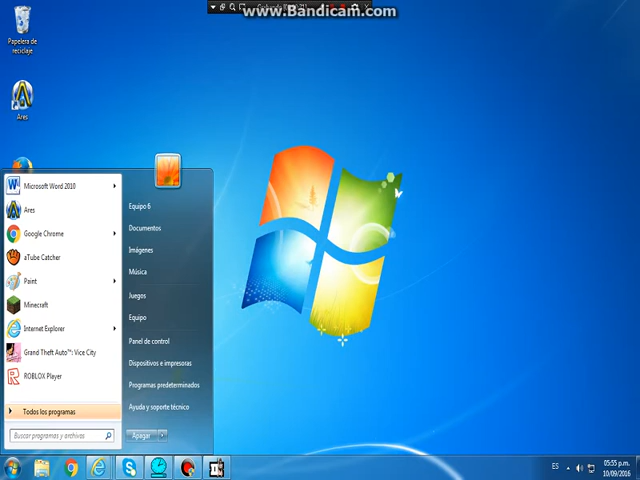 www.Bandicam.com
Papelera de
reciclaje
Ares
Microsoft Word 2010
Ares
Google Chrome
aTube Catcher
Paint
Minecraft
Internet Explorer
Grand Theft Auto™: Vice City
ROBLOX Player
Todos los programas
Buscar programas y archivos
Equipo 6
Documentos
Imágenes
Música
Juegos
Equipo
Panel de control
Dispositivos e impresoras
Programas predeterminados
Ayuda y soporte técnico
Apagar
ES
05:55 p.m.
10/09/2016